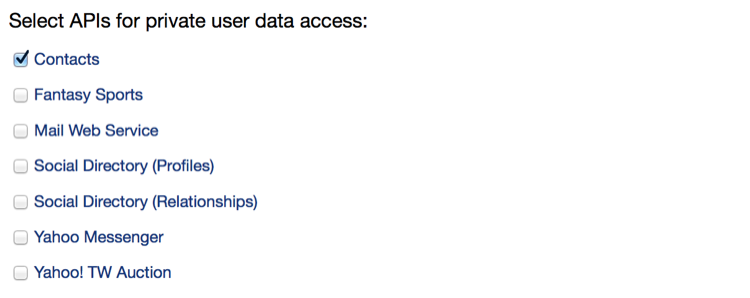 Select APIs for private user data access:
Contacts
Fantasy Sports
Mail Web Service
Social Directory (Profiles)
Social Directory (Relationships)
Yahoo Messenger
Yahoo! TW Auction